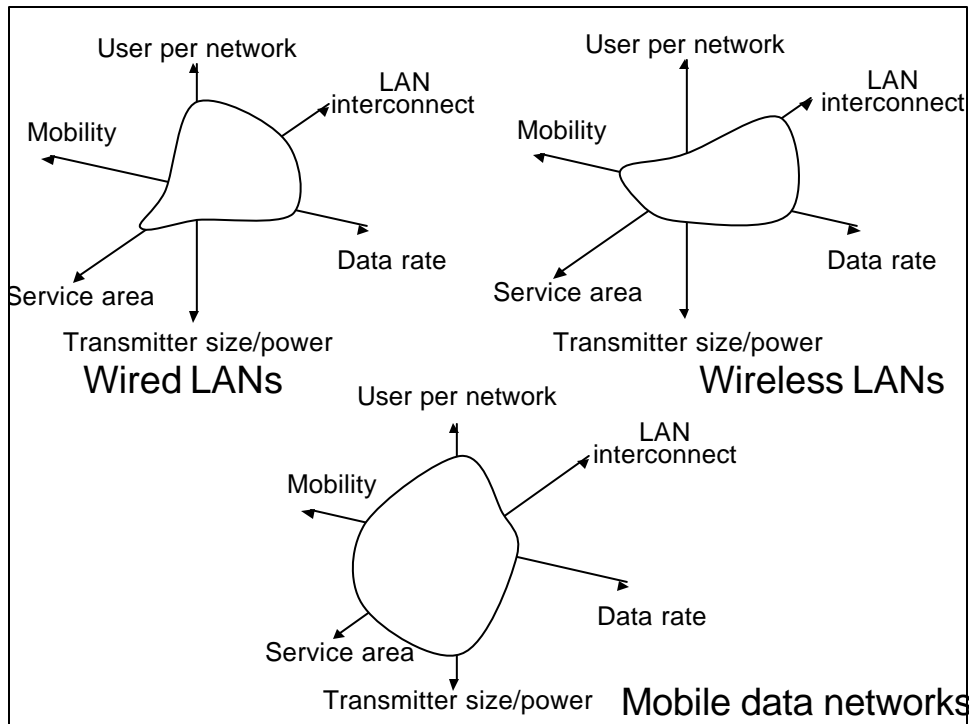 User per network
LAN
interconnect
Mobility
Data rate
Service area
Transmitter size/power
Wired LANs
User per network
LAN
interconnect
Mobility
Data rate
Service area
Transmitter size/power
Wireless LANs
User per network
LAN
interconnect
Mobility
Data rate
Service area
Transmitter size/power
Mobile data networks